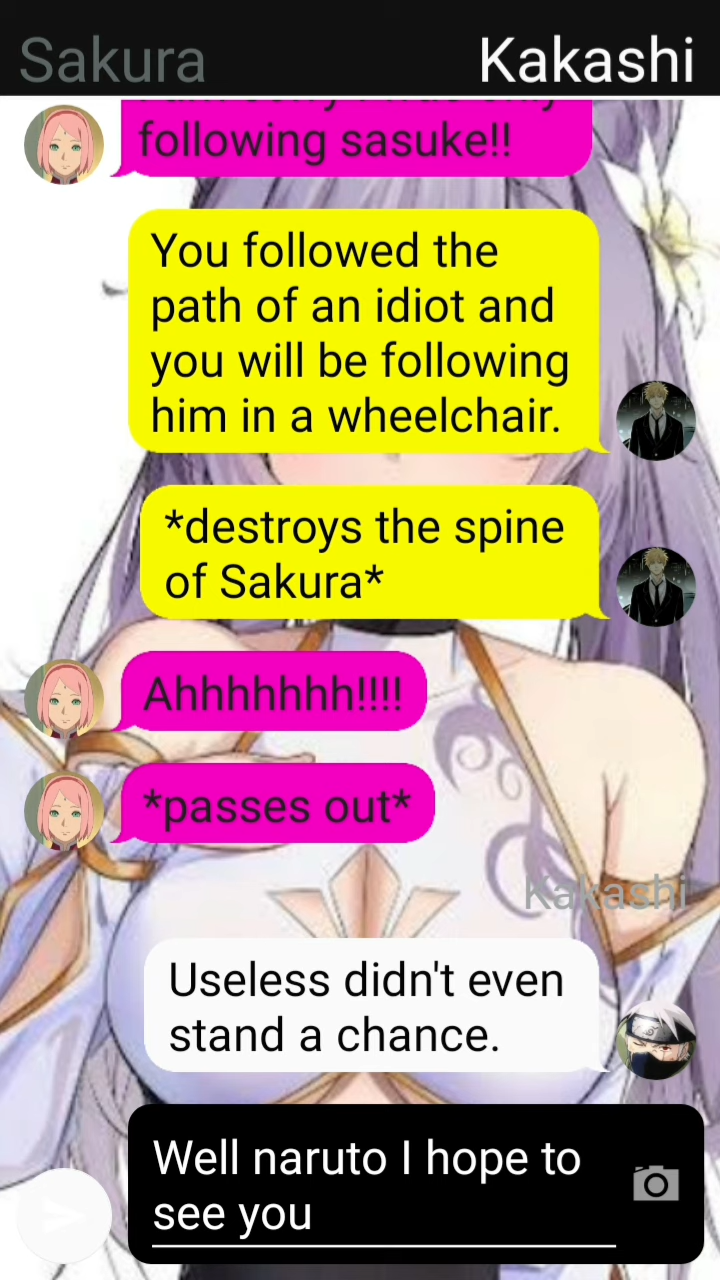 Sakura
Kakashi
following sasuke!!
You followed the
path of an idiot and
you will be following
him in a wheelchair.
*destroys the spine
of Sakura*
Ahhhhhhh!!!!
*passes out*
Kakashi
Useless didn't even
stand a chance.
Well naruto I hope to
see you